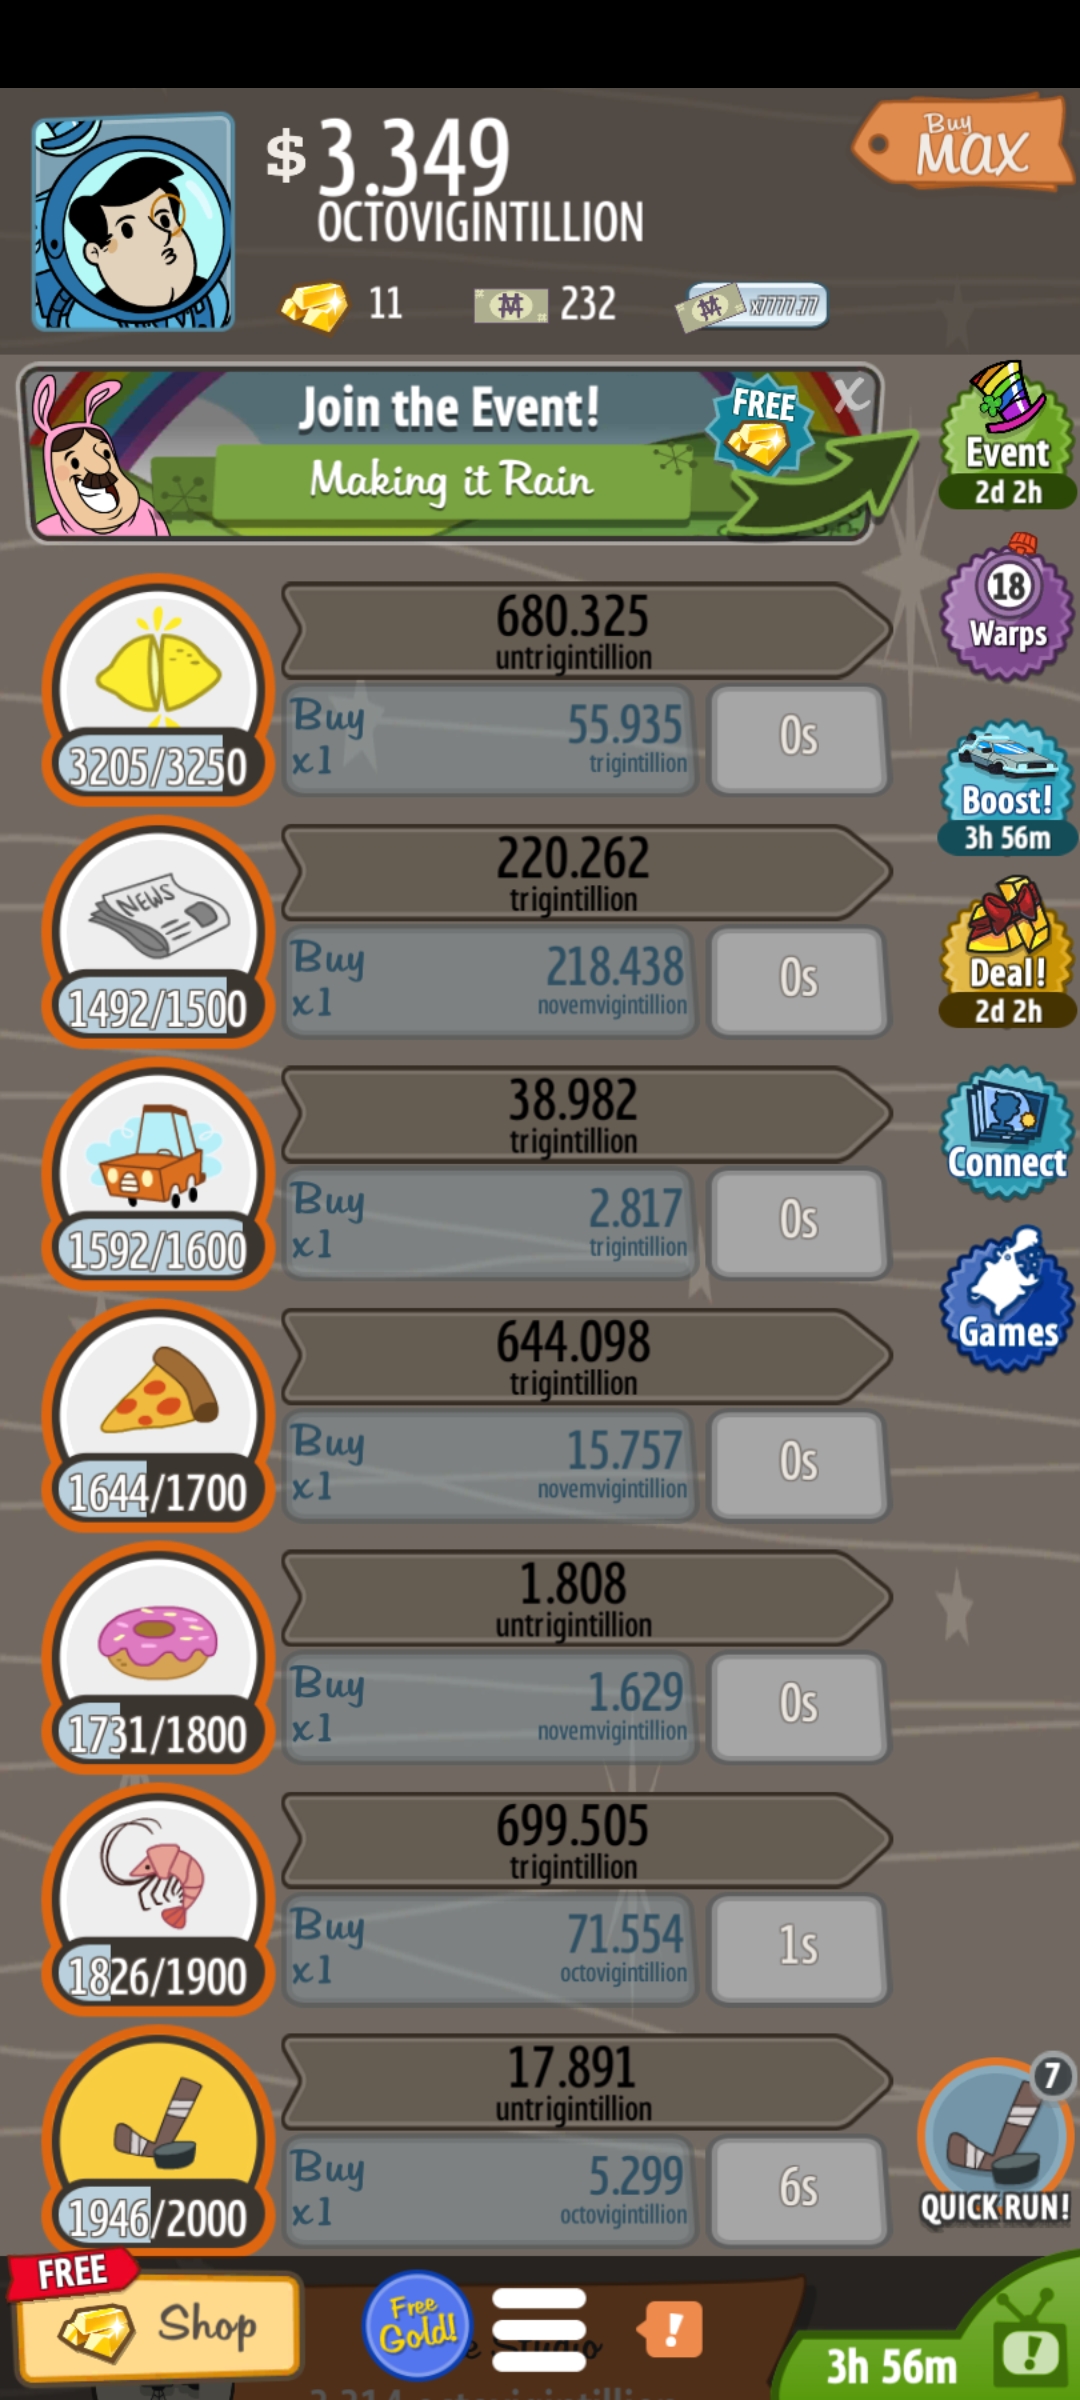 $ 3.349
OCTOVIGINTILLION
Buy
MAX
11
232
x7777.77
Join the Event!
Making it Rain
FREE
X
Event
2d 2h
680.325
untrigintillion
Buy
x1
55.935
trigintillion
0s
3205/3250
18
Warps
NEWS
220.262
trigintillion
Buy
x1
218.438
novemvigintillion
0s
1492/1500
Boost!
3h 56m
Deal!
2d 2h
38.982
trigintillion
Buy
x1
2.817
trigintillion
0s
1592/1600
Connect
Games
644.098
trigintillion
Buy
x1
15.757
novemvigintillion
0s
1644/1700
1.808
untrigintillion
Buy
x1
1.629
novemvigintillion
0s
1731/1800
699.505
trigintillion
Buy
x1
71.554
octovigintillion
1s
1826/1900
17.891
untrigintillion
Buy
x1
5.299
octovigintillion
6s
1946/2000
7
QUICK RUN!
FREE
Shop
Free
Gold!
!
3h 56m
!